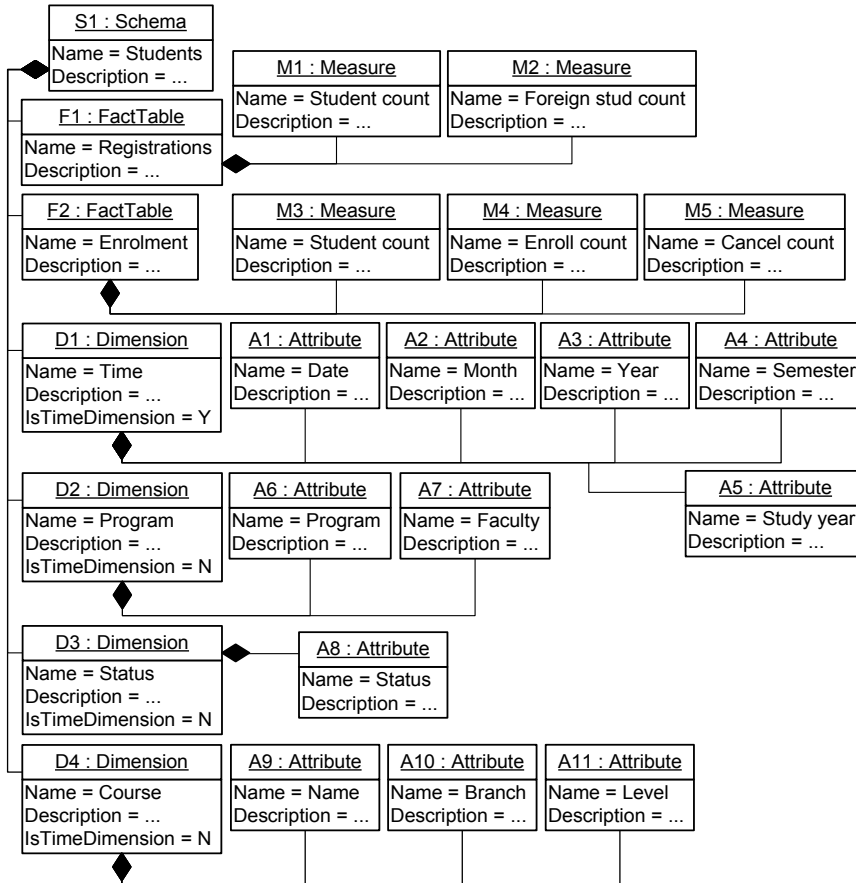 S1 : Schema
Name = Students
Description = ...
M1 : Measure
Name = Student count
Description = ...
M2 : Measure
Name = Foreign stud count
Description = ...
F1 : FactTable
Name = Registrations
Description = ...
F2 : FactTable
Name = Enrolment
Description = ...
M3 : Measure
Name = Student count
Description = ...
M4 : Measure
Name = Enroll count
Description = ...
M5 : Measure
Name = Cancel count
Description = ...
D1 : Dimension
Name = Time
Description = ...
IsTimeDimension = Y
A1 : Attribute
Name = Date
Description = ...
A2 : Attribute
Name = Month
Description = ...
A3 : Attribute
Name = Year
Description = ...
A4 : Attribute
Name = Semester
Description = ...
D2 : Dimension
Name = Program
Description = ...
IsTimeDimension = N
A6 : Attribute
Name = Program
Description = ...
A7 : Attribute
Name = Faculty
Description = ...
A5 : Attribute
Name = Study year
Description = ...
D3 : Dimension
Name = Status
Description = ...
IsTimeDimension = N
A8 : Attribute
Name = Status
Description = ...
D4 : Dimension
Name = Course
Description = ...
IsTimeDimension = N
A9 : Attribute
Name = Name
Description = ...
A10 : Attribute
Name = Branch
Description = ...
A11 : Attribute
Name = Level
Description = ...